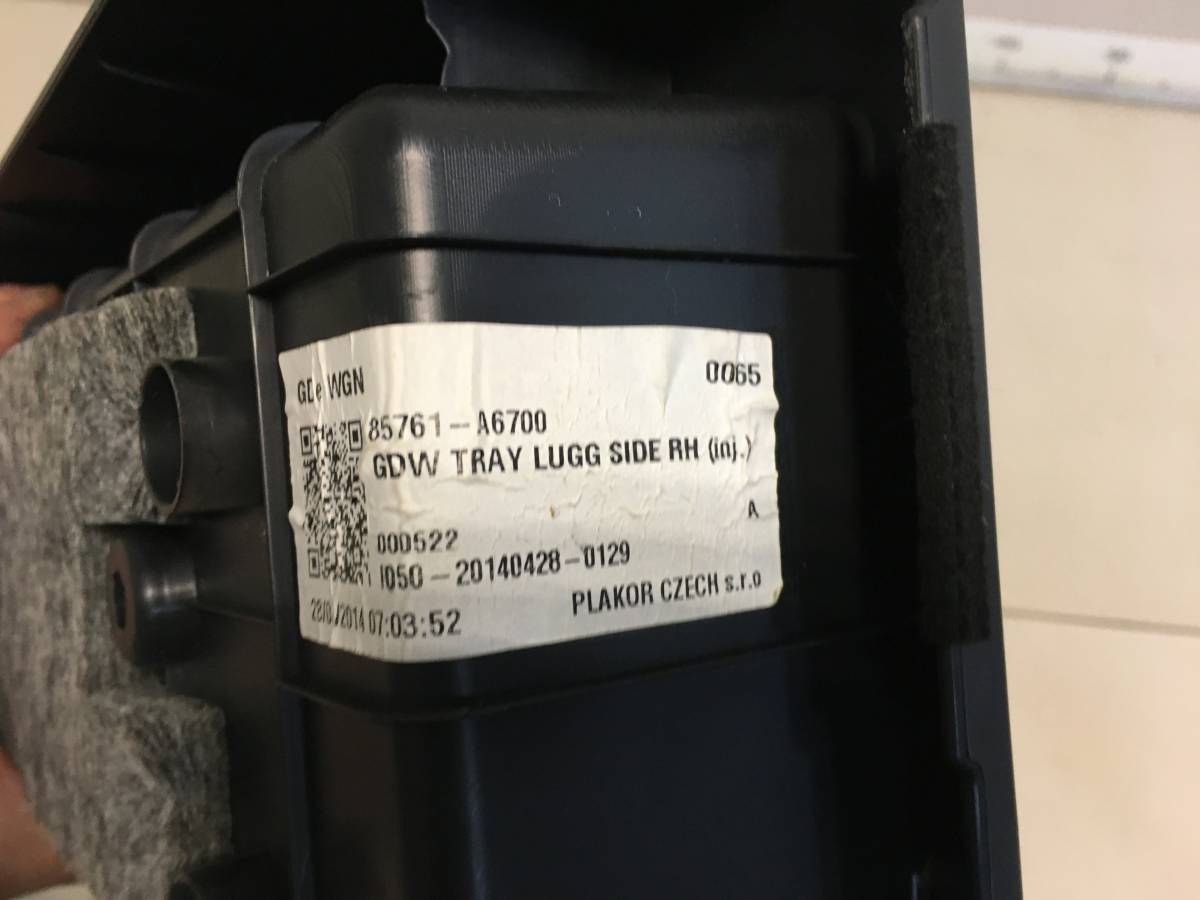 GDe WGN 0065
85761-A6700
GDW TRAY LUGG SIDE RH (inj.)
A
000522
I050-20140428-0129
07:03:52 PLAKOR CZECH s.r.o